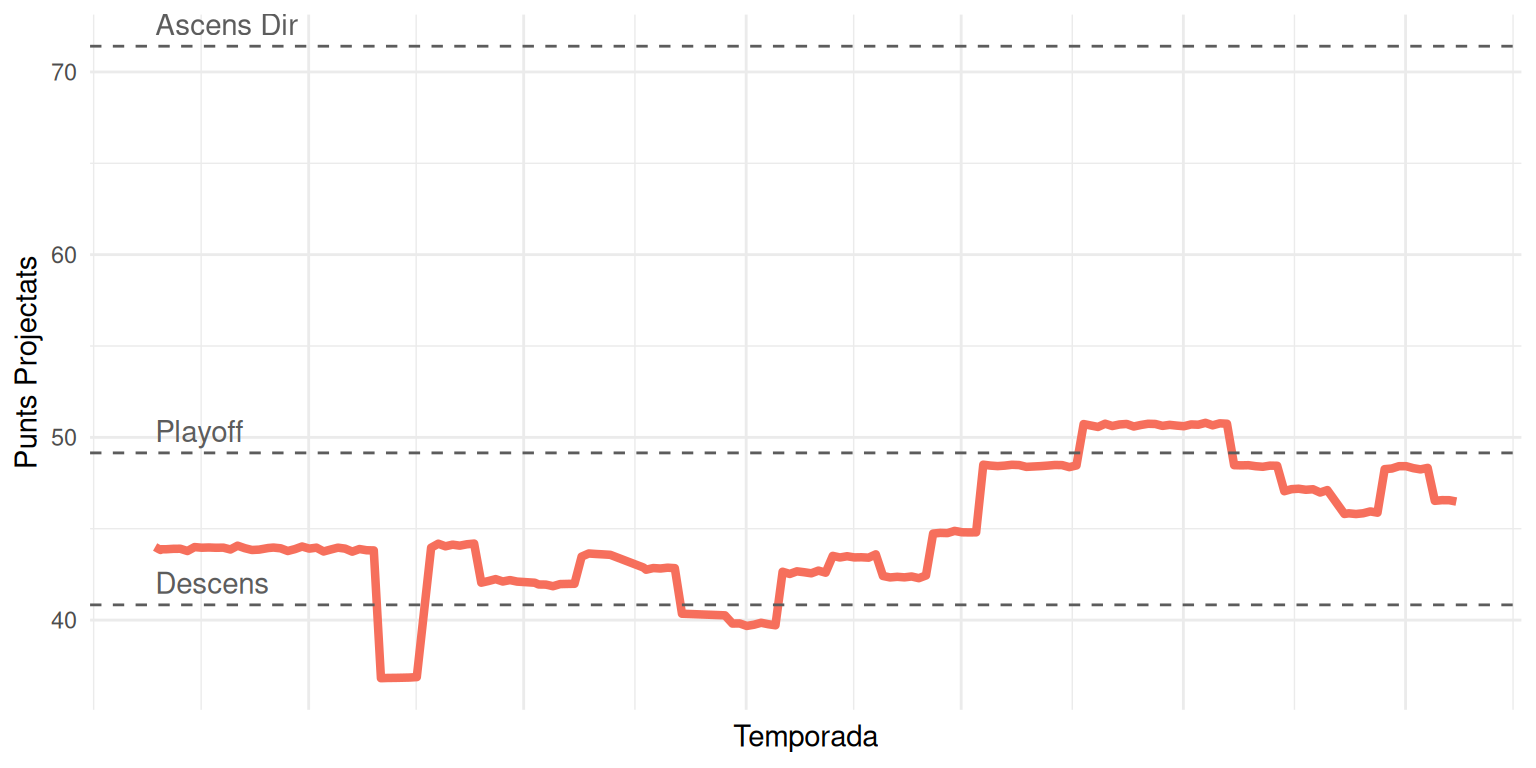 Ascens Dir
70
60
Punts Projectats
Playoff
50
Descens
40
Temporada